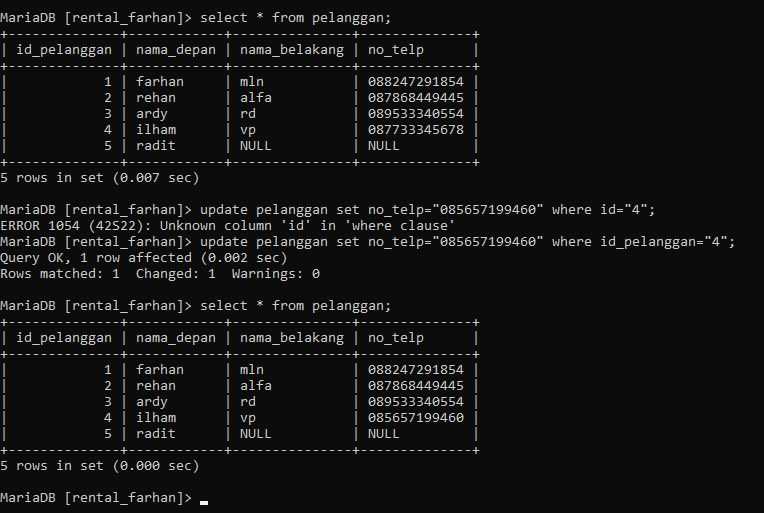 MariaDB [rental_farhan]> select * from pelanggan;
+--------------+------------+---------------+--------------+
| id_pelanggan | nama_depan | nama_belakang | no_telp      |
+--------------+------------+---------------+--------------+
|            1 | farhan     | mln           | 088247291854 |
|            2 | rehan      | alfa          | 087868449445 |
|            3 | ardy       | rd            | 089533340554 |
|            4 | ilham      | vp            | 087733345678 |
|            5 | radit      | NULL          | NULL         |
+--------------+------------+---------------+--------------+
5 rows in set (0.007 sec)

MariaDB [rental_farhan]> update pelanggan set no_telp="085657199460" where id="4";
ERROR 1054 (42S22): Unknown column 'id' in 'where clause'
MariaDB [rental_farhan]> update pelanggan set no_telp="085657199460" where id_pelanggan="4";
Query OK, 1 row affected (0.002 sec)
Rows matched: 1  Changed: 1  Warnings: 0

MariaDB [rental_farhan]> select * from pelanggan;
+--------------+------------+---------------+--------------+
| id_pelanggan | nama_depan | nama_belakang | no_telp      |
+--------------+------------+---------------+--------------+
|            1 | farhan     | mln           | 088247291854 |
|            2 | rehan      | alfa          | 087868449445 |
|            3 | ardy       | rd            | 089533340554 |
|            4 | ilham      | vp            | 085657199460 |
|            5 | radit      | NULL          | NULL         |
+--------------+------------+---------------+--------------+
5 rows in set (0.000 sec)

MariaDB [rental_farhan]> _